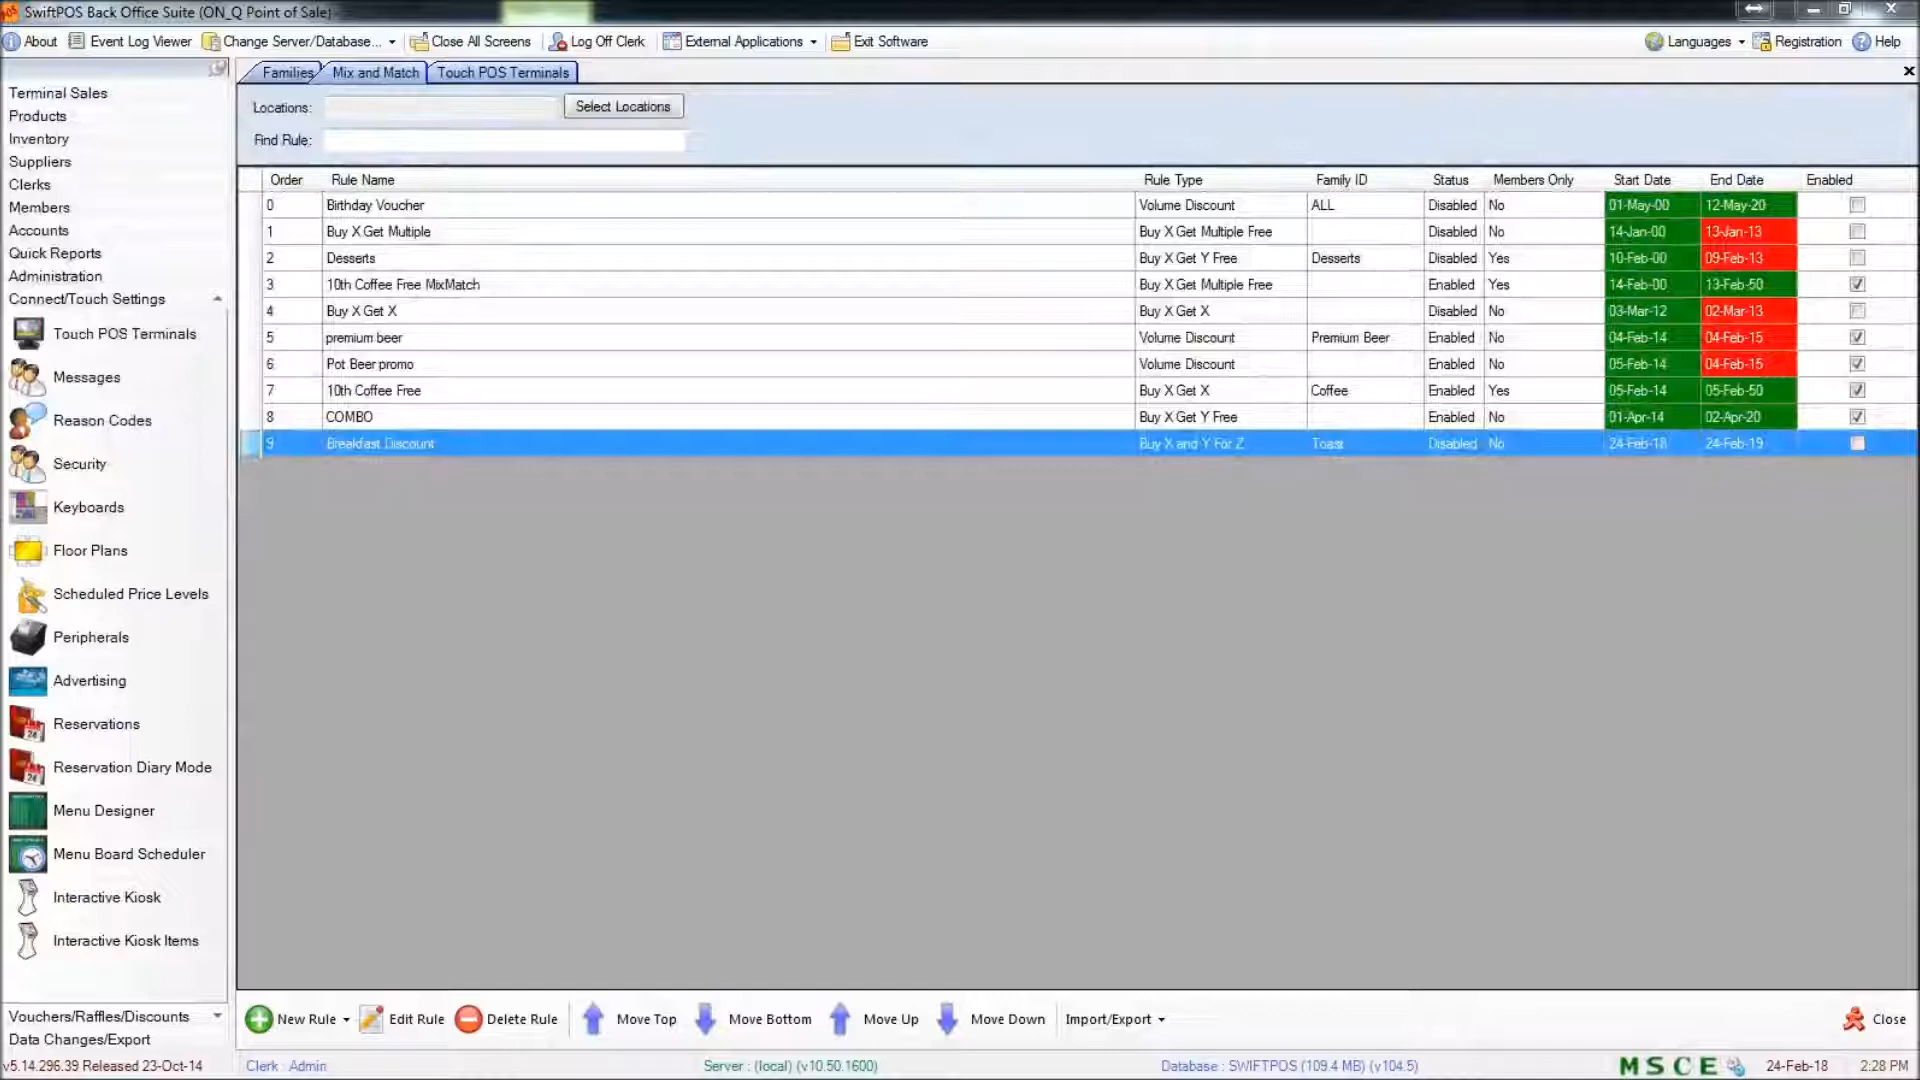 SwiftPOS Back Office Suite (ON_Q Point of Sale)
About Event Log Viewer Change Server/Database... Close All Screens Log Off Clerk External Applications Exit Software Languages Registration Help
Families Mix and Match Touch POS Terminals
Locations: Select Locations
Find Rule:
Terminal Sales
Products
Inventory
Suppliers
Clerks
Members
Accounts
Quick Reports
Administration
Connect/Touch Settings
Touch POS Terminals
Messages
Reason Codes
Security
Keyboards
Floor Plans
Scheduled Price Levels
Peripherals
Advertising
Reservations
Reservation Diary Mode
Menu Designer
Menu Board Scheduler
Interactive Kiosk
Interactive Kiosk Items
Vouchers/Raffles/Discounts
Data Changes/Export
Order Rule Name Rule Type Family ID Status Members Only Start Date End Date Enabled
0 Birthday Voucher Volume Discount ALL Disabled No 01-May-00 12-May-20
1 Buy X Get Multiple Buy X Get Multiple Free Disabled No 14-Jan-00 13-Jan-13
2 Desserts Buy X Get Y Free Desserts Disabled Yes 10-Feb-00 09-Feb-13
3 10th Coffee Free MixMatch Buy X Get Multiple Free Enabled Yes 14-Feb-00 13-Feb-50
4 Buy X Get X Buy X Get X Disabled No 03-Mar-12 02-Mar-13
5 premium beer Volume Discount Premium Beer Enabled No 04-Feb-14 04-Feb-15
6 Pot Beer promo Volume Discount Enabled No 05-Feb-14 04-Feb-15
7 10th Coffee Free Buy X Get X Coffee Enabled Yes 05-Feb-14 05-Feb-50
8 COMBO Buy X Get Y Free Enabled No 01-Apr-14 02-Apr-20
9 Breakfast Discount Buy X and Y For Z Toast Disabled No 24-Feb-18 24-Feb-19
New Rule Edit Rule Delete Rule Move Top Move Bottom Move Up Move Down Import/Export Close
v5.14.296.39 Released 23-Oct-14 Clerk : Admin Server : (local) (v10.50.1600) Database : SWIFTPOS (109.4 MB) (v104.5) M S C E 24-Feb-18 2:28 PM